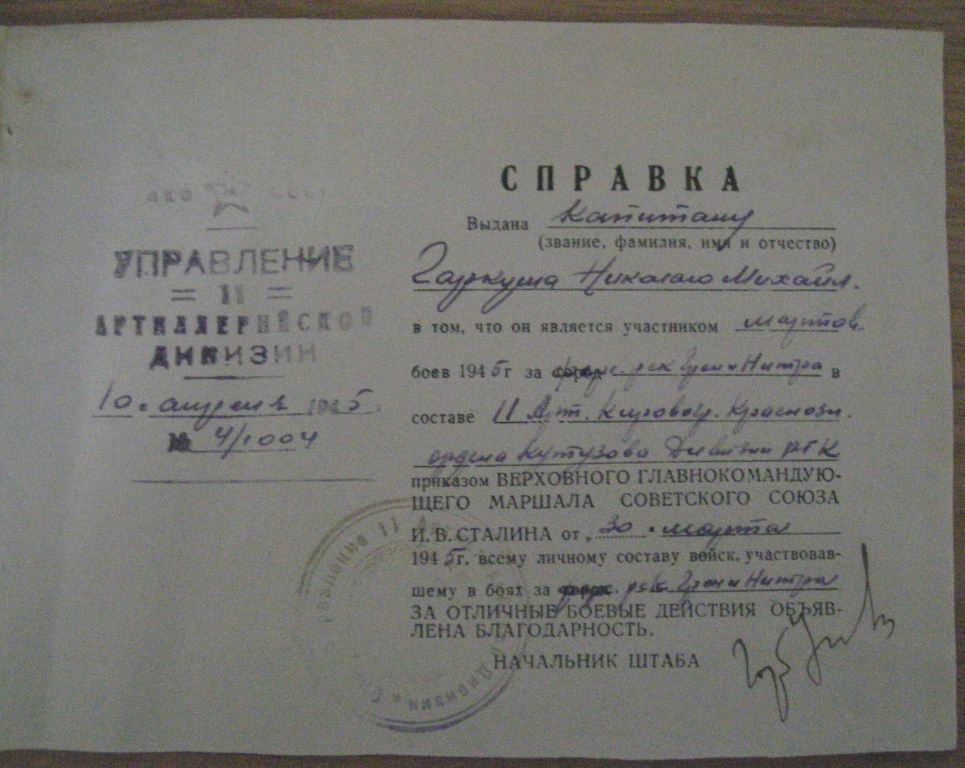 НКО СССР
УПРАВЛЕНИЕ
= 11 =
АРТИЛЛЕРИЙСКОЙ
ДИВИЗИИ
10 апреля 1945
№ 4/1004
СПРАВКА
Выдана Капитану
(звание, фамилия, имя и отчество)
Гаркуша Николаю Михайл.
в том, что он является участником мартов.
боев 1945г за форс. рек Грон и Нитра в
составе 11 Арт. Краснозн.
ордена Кутузова Дивизии РГК
приказом ВЕРХОВНОГО ГЛАВНОКОМАНДУЮ-
ЩЕГО МАРШАЛА СОВЕТСКОГО СОЮЗА
И. В. СТАЛИНА от „30 " марта
1945г. всему личному составу войск, участвовав-
шему в боях за форс. рек Грон и Нитра
ЗА ОТЛИЧНЫЕ БОЕВЫЕ ДЕЙСТВИЯ ОБЪЯВ-
ЛЕНА БЛАГОДАРНОСТЬ.
НАЧАЛЬНИК ШТАБА